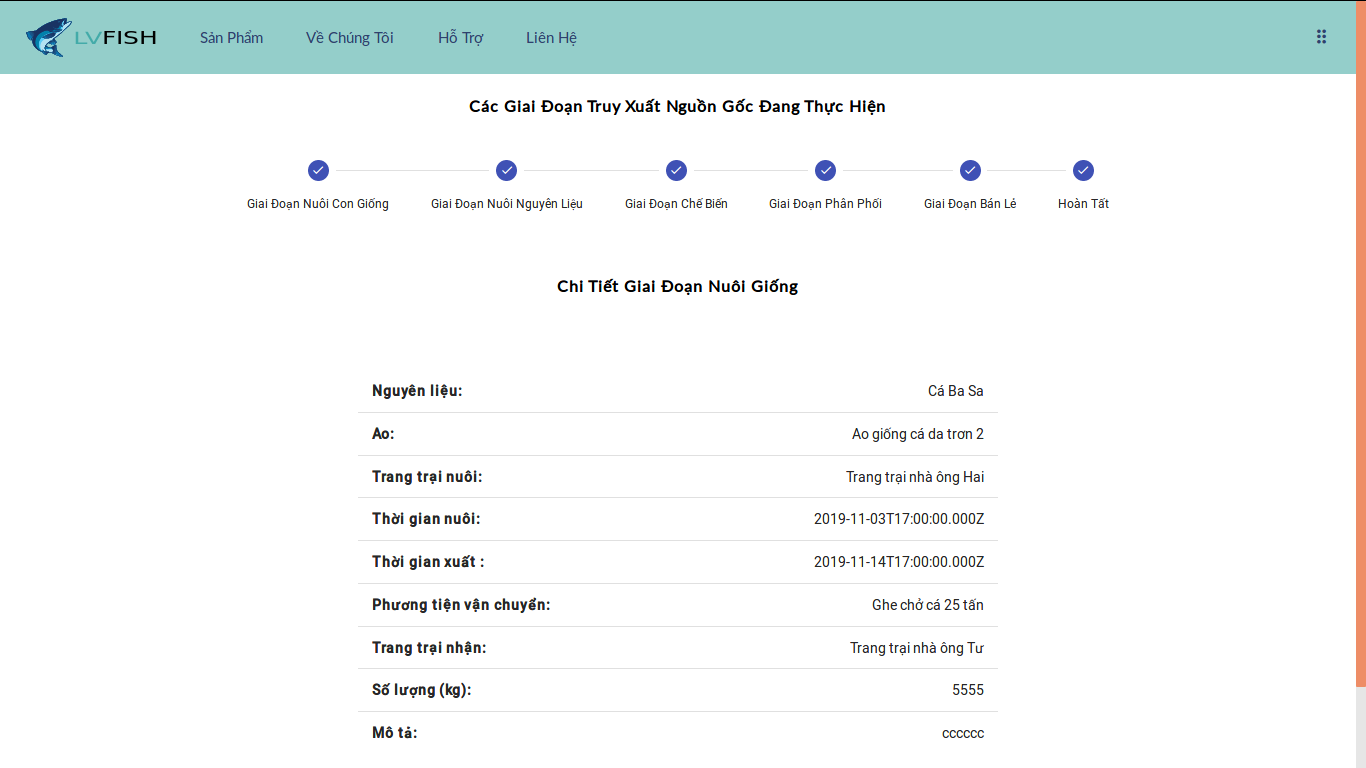 LVFISH Sản Phẩm Về Chúng Tôi Hỗ Trợ Liên Hệ
Các Giai Đoạn Truy Xuất Nguồn Gốc Đang Thực Hiện
Giai Đoạn Nuôi Con Giống Giai Đoạn Nuôi Nguyên Liệu Giai Đoạn Chế Biến Giai Đoạn Phân Phối Giai Đoạn Bán Lẻ Hoàn Tất
Chi Tiết Giai Đoạn Nuôi Giống
Nguyên liệu: Cá Ba Sa
Ao: Ao giống cá da trơn 2
Trang trại nuôi: Trang trại nhà ông Hai
Thời gian nuôi: 2019-11-03T17:00:00.000Z
Thời gian xuất : 2019-11-14T17:00:00.000Z
Phương tiện vận chuyển: Ghe chở cá 25 tấn
Trang trại nhận: Trang trại nhà ông Tư
Số lượng (kg): 5555
Mô tả: cccccc